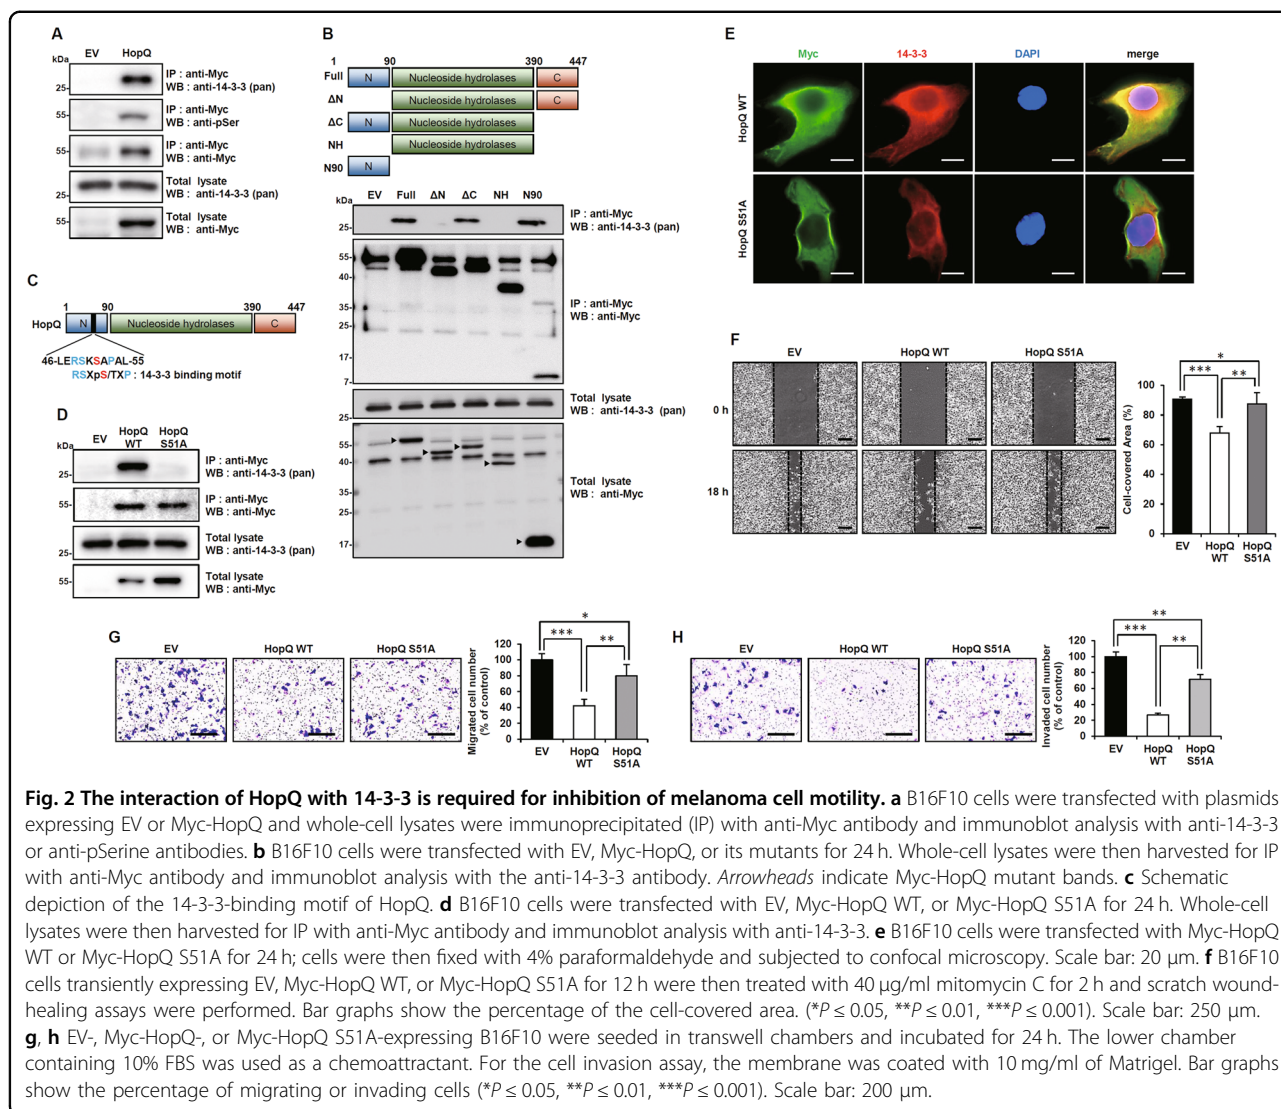 A
EV HopQ
kDa
25-
IP : anti-Myc
WB : anti-14-3-3 (pan)
55-
IP : anti-Myc
WB : anti-pSer
55-
IP : anti-Myc
WB : anti-Myc
25-
Total lysate
WB : anti-14-3-3 (pan)
55-
Total lysate
WB : anti-Myc
B
1 90 390 447
Full N Nucleoside hydrolases C
ΔN Nucleoside hydrolases C
ΔC N Nucleoside hydrolases
NH Nucleoside hydrolases
N90 N
EV Full ΔN ΔC NH N90
kDa
25-
IP : anti-Myc
WB : anti-14-3-3 (pan)
55-
40-
35-
25-
17-
7-
IP : anti-Myc
WB : anti-Myc
25-
Total lysate
WB : anti-14-3-3 (pan)
55-
40-
35-
25-
17-
Total lysate
WB : anti-Myc
C
1 90 390 447
HopQ N Nucleoside hydrolases C
46-LERSKSAPAL-55
RSXpS/TXP : 14-3-3 binding motif
D
EV HopQ WT HopQ S51A
kDa
25-
IP : anti-Myc
WB : anti-14-3-3 (pan)
55-
IP : anti-Myc
WB : anti-Myc
25-
Total lysate
WB : anti-14-3-3 (pan)
55-
Total lysate
WB : anti-Myc
E
Myc 14-3-3 DAPI merge
HopQ WT
HopQ S51A
F
EV HopQ WT HopQ S51A
0 h
18 h
Cell-covered Area (%)
100
80
60
40
20
0
*
*** **
EV HopQ WT HopQ S51A
G
EV HopQ WT HopQ S51A
Migrated cell number
(% of control)
120
100
80
60
40
20
0
*
*** **
EV HopQ WT HopQ S51A
H
EV HopQ WT HopQ S51A
Invaded cell number
(% of control)
120
100
80
60
40
20
0
**
*** **
EV HopQ WT HopQ S51A
Fig. 2 The interaction of HopQ with 14-3-3 is required for inhibition of melanoma cell motility. a B16F10 cells were transfected with plasmids
expressing EV or Myc-HopQ and whole-cell lysates were immunoprecipitated (IP) with anti-Myc antibody and immunoblot analysis with anti-14-3-3
or anti-pSerine antibodies. b B16F10 cells were transfected with EV, Myc-HopQ, or its mutants for 24 h. Whole-cell lysates were then harvested for IP
with anti-Myc antibody and immunoblot analysis with the anti-14-3-3 antibody. Arrowheads indicate Myc-HopQ mutant bands. c Schematic
depiction of the 14-3-3-binding motif of HopQ. d B16F10 cells were transfected with EV, Myc-HopQ WT, or Myc-HopQ S51A for 24 h. Whole-cell
lysates were then harvested for IP with anti-Myc antibody and immunoblot analysis with anti-14-3-3. e B16F10 cells were transfected with Myc-HopQ
WT or Myc-HopQ S51A for 24 h; cells were then fixed with 4% paraformaldehyde and subjected to confocal microscopy. Scale bar: 20 μm. f B16F10
cells transiently expressing EV, Myc-HopQ WT, or Myc-HopQ S51A for 12 h were then treated with 40 μg/ml mitomycin C for 2 h and scratch wound-
healing assays were performed. Bar graphs show the percentage of the cell-covered area. (*P ≤ 0.05, **P ≤ 0.01, ***P ≤ 0.001). Scale bar: 250 μm.
g, h EV-, Myc-HopQ-, or Myc-HopQ S51A-expressing B16F10 were seeded in transwell chambers and incubated for 24 h. The lower chamber
containing 10% FBS was used as a chemoattractant. For the cell invasion assay, the membrane was coated with 10 mg/ml of Matrigel. Bar graphs
show the percentage of migrating or invading cells (*P ≤ 0.05, **P ≤ 0.01, ***P ≤ 0.001). Scale bar: 200 μm.